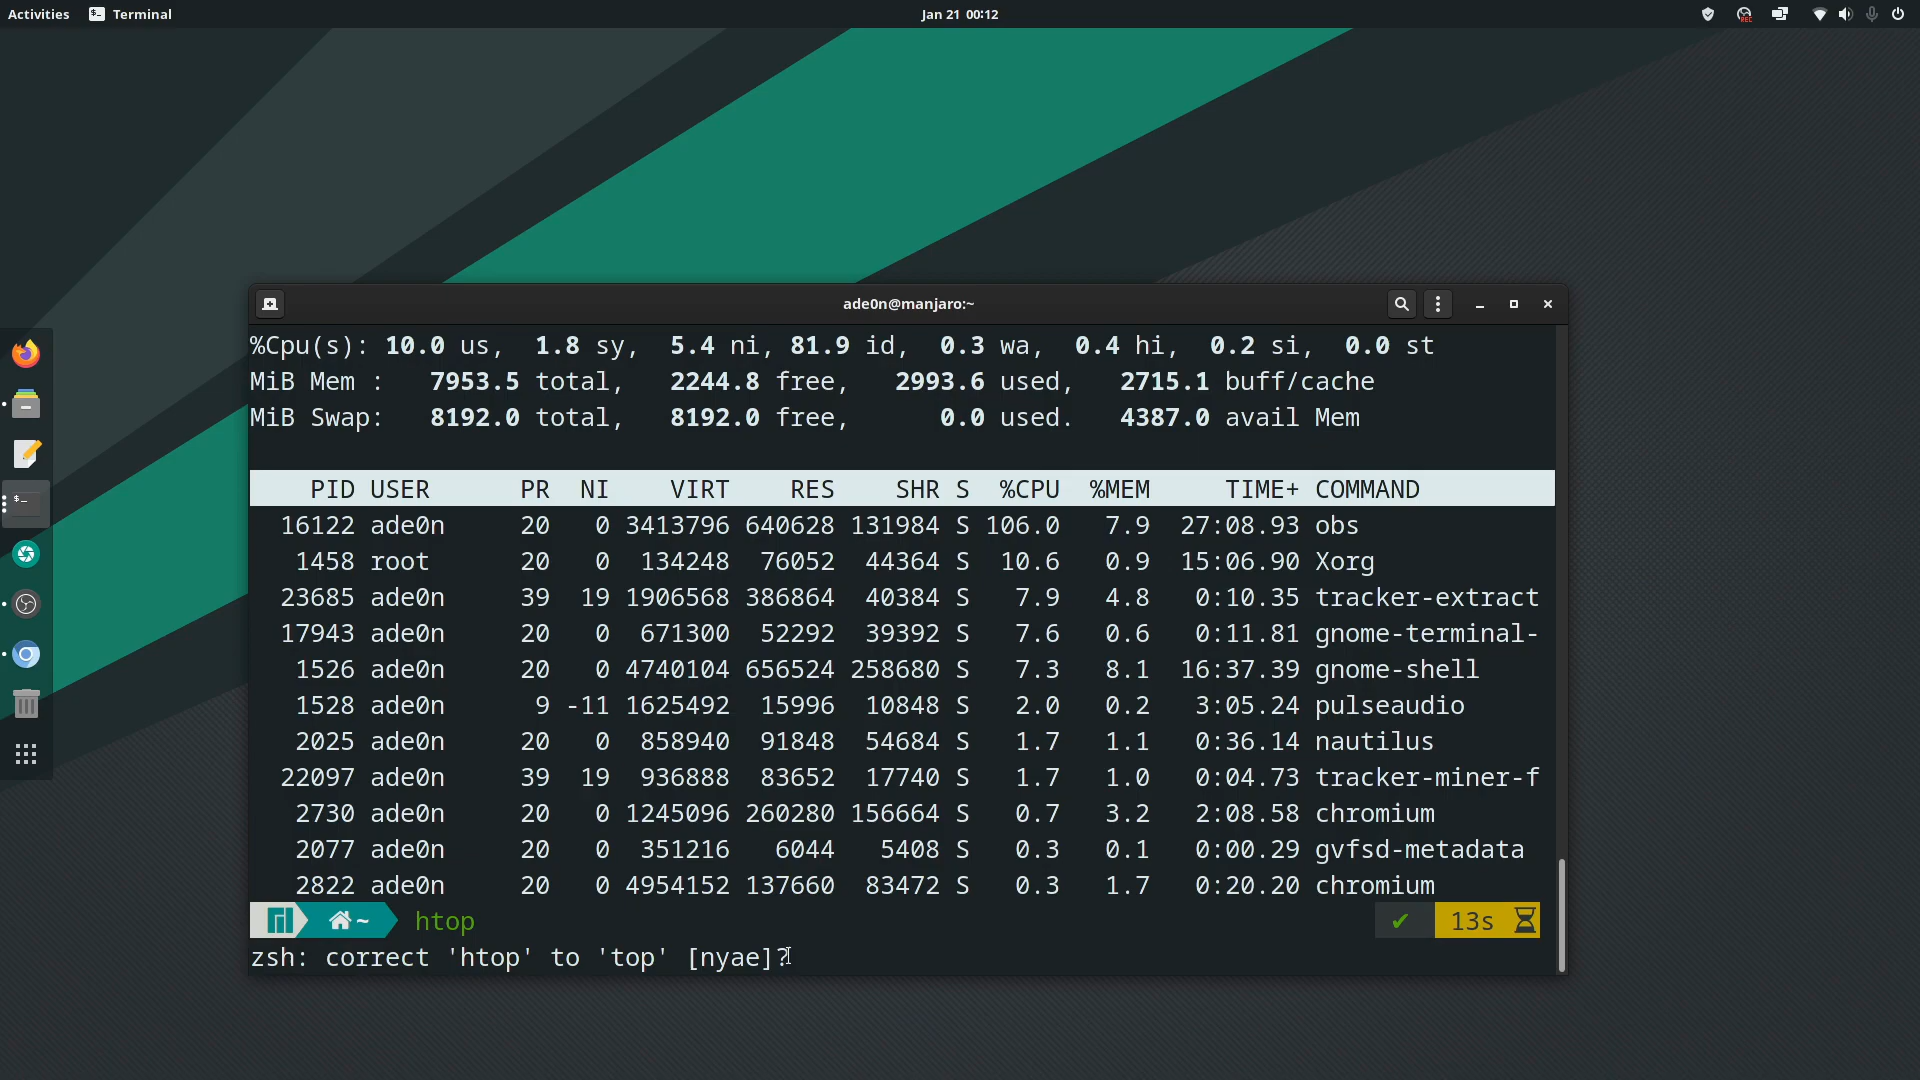 Activities Terminal Jan 21 00:12
REC
ade0n@manjaro:~
%Cpu(s): 10.0 us, 1.8 sy, 5.4 ni, 81.9 id, 0.3 wa, 0.4 hi, 0.2 si, 0.0 st
MiB Mem : 7953.5 total, 2244.8 free, 2993.6 used, 2715.1 buff/cache
MiB Swap: 8192.0 total, 8192.0 free, 0.0 used. 4387.0 avail Mem
PID USER PR NI VIRT RES SHR S %CPU %MEM TIME+ COMMAND
16122 ade0n 20 0 3413796 640628 131984 S 106.0 7.9 27:08.93 obs
1458 root 20 0 134248 76052 44364 S 10.6 0.9 15:06.90 Xorg
23685 ade0n 39 19 1906568 386864 40384 S 7.9 4.8 0:10.35 tracker-extract
17943 ade0n 20 0 671300 52292 39392 S 7.6 0.6 0:11.81 gnome-terminal-
1526 ade0n 20 0 4740104 656524 258680 S 7.3 8.1 16:37.39 gnome-shell
1528 ade0n 9 -11 1625492 15996 10848 S 2.0 0.2 3:05.24 pulseaudio
2025 ade0n 20 0 858940 91848 54684 S 1.7 1.1 0:36.14 nautilus
22097 ade0n 39 19 936888 83652 17740 S 1.7 1.0 0:04.73 tracker-miner-f
2730 ade0n 20 0 1245096 260280 156664 S 0.7 3.2 2:08.58 chromium
2077 ade0n 20 0 351216 6044 5408 S 0.3 0.1 0:00.29 gvfsd-metadata
2822 ade0n 20 0 4954152 137660 83472 S 0.3 1.7 0:20.20 chromium
~ htop ✔ 13s
zsh: correct 'htop' to 'top' [nyae]?